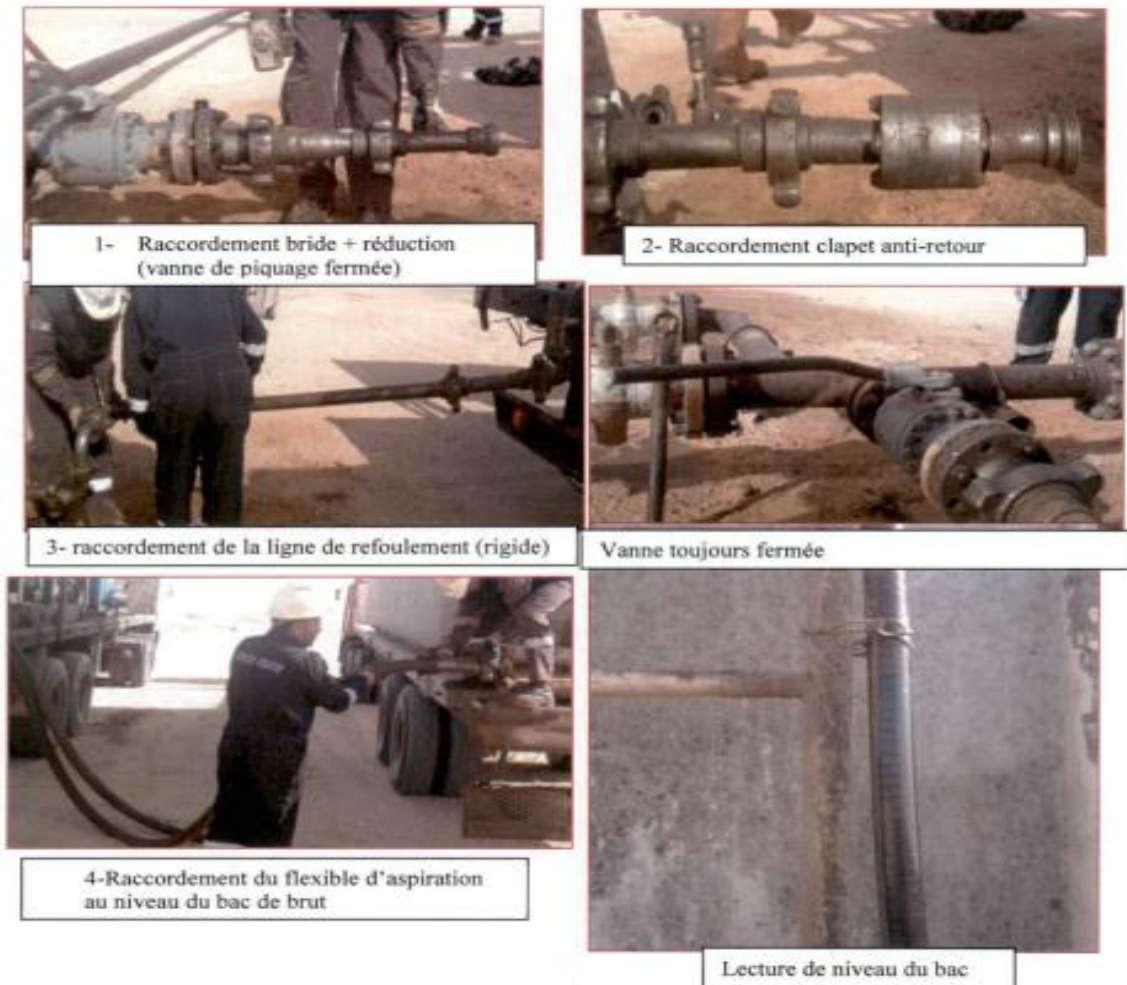 1- Raccordement bride + réduction
(vanne de piquage fermée)
2- Raccordement clapet anti-retour
3- raccordement de la ligne de refoulement (rigide)
Vanne toujours fermée
4-Raccordement du flexible d’aspiration
au niveau du bac de brut
Lecture de niveau du bac